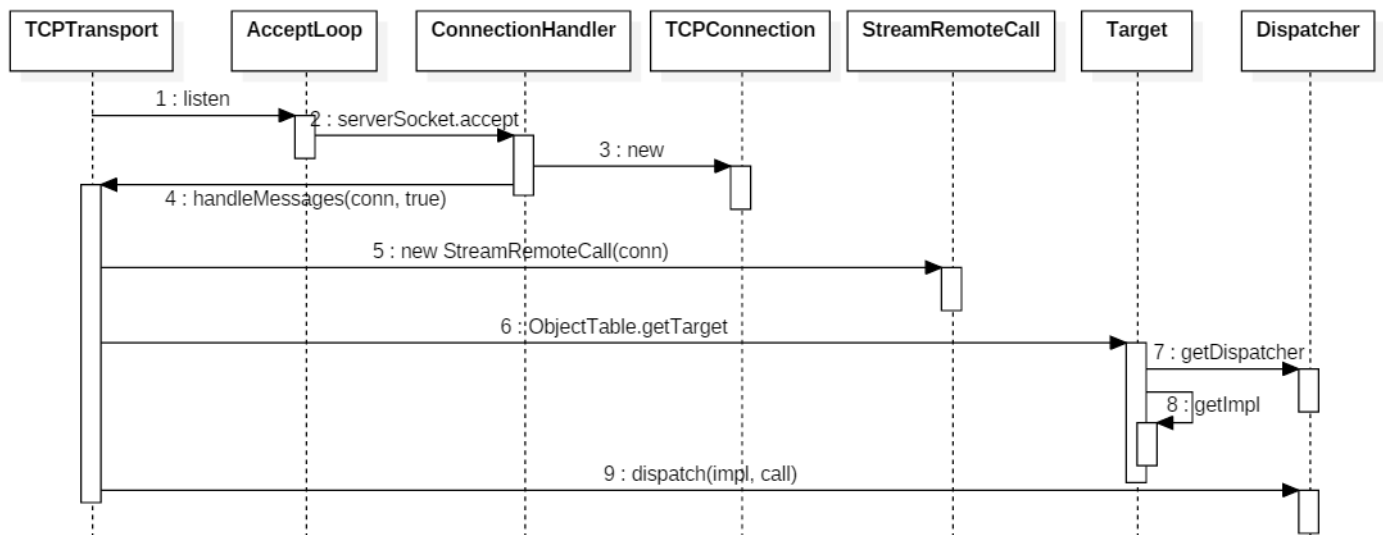 TCPTransport
AcceptLoop
ConnectionHandler
TCPConnection
StreamRemoteCall
Target
Dispatcher
1 : listen
2 : serverSocket.accept
3 : new
4 : handleMessages(conn, true)
5 : new StreamRemoteCall(conn)
6 : ObjectTable.getTarget
7 : getDispatcher
8 : getImpl
9 : dispatch(impl, call)